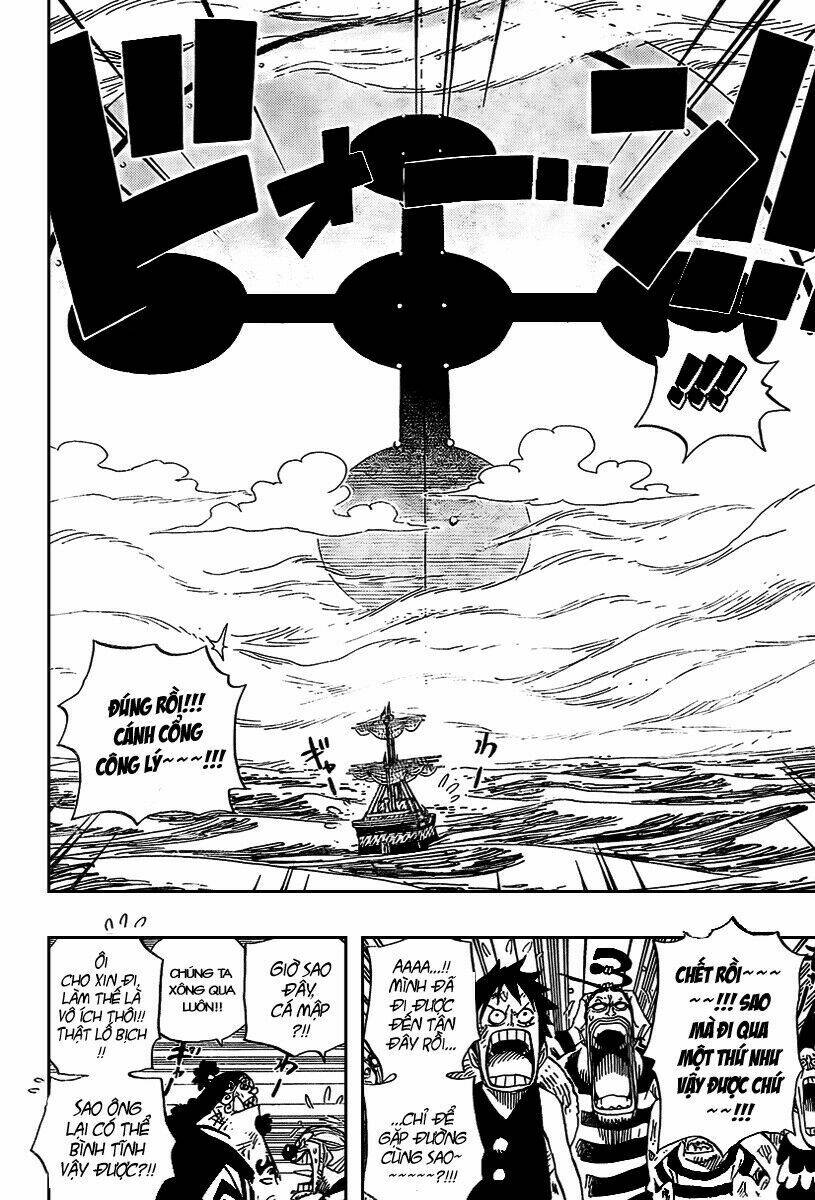 ドォーーン
!!!!
ĐÚNG RỒI!!!
CÁNH CỔNG
CÔNG LÝ~~~!!!
ギャー
わー
CHẾT RỒI~~~
~~!!! SAO
MÀ ĐI QUA
MỘT THỨ NHƯ
VẬY ĐƯỢC CHỨ
~~!!!
AAAA...!!
MÌNH ĐÃ
ĐI ĐƯỢC
ĐẾN TẬN
ĐÂY RỒI...
...CHỈ ĐỂ
GẶP ĐƯỜNG
CÙNG SAO~
~~~~~?!!!
GIỜ SAO
ĐÂY,
CÁ MẬP
?!!
CHÚNG TA
XÔNG QUA
LUÔN!!
ÔI
CHO XIN ĐI,
LÀM THẾ LÀ
VÔ ÍCH THÔI!!!
THẬT LỐ BỊCH
!!
SAO ÔNG
LẠI CÓ THỂ
BÌNH TĨNH
VẬY ĐƯỢC?!!